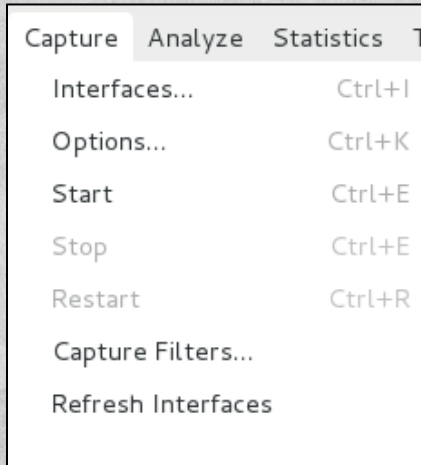 Capture Analyze Statistics T
Interfaces... Ctrl+I
Options... Ctrl+K
Start Ctrl+E
Stop Ctrl+E
Restart Ctrl+R
Capture Filters...
Refresh Interfaces